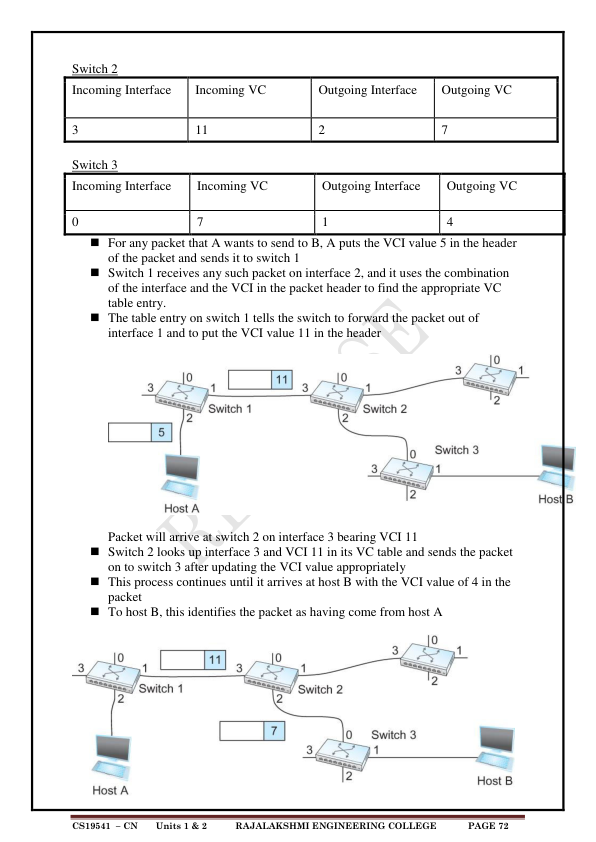 Switch 2
Incoming Interface Incoming VC Outgoing Interface Outgoing VC
3 11 2 7
Switch 3
Incoming Interface Incoming VC Outgoing Interface Outgoing VC
0 7 1 4
■ For any packet that A wants to send to B, A puts the VCI value 5 in the header
of the packet and sends it to switch 1
■ Switch 1 receives any such packet on interface 2, and it uses the combination
of the interface and the VCI in the packet header to find the appropriate VC
table entry.
■ The table entry on switch 1 tells the switch to forward the packet out of
interface 1 and to put the VCI value 11 in the header
0 11 0 3 0 1
3 1 3 1 2
Switch 1 Switch 2
2 2
5 0 Switch 3
3 1
2
Host A Host B
Packet will arrive at switch 2 on interface 3 bearing VCI 11
■ Switch 2 looks up interface 3 and VCI 11 in its VC table and sends the packet
on to switch 3 after updating the VCI value appropriately
■ This process continues until it arrives at host B with the VCI value of 4 in the
packet
■ To host B, this identifies the packet as having come from host A
0 11 0 3 0 1
3 1 3 1 2
Switch 1 Switch 2
2 2
7 0 Switch 3
3 1
2
Host A Host B
CS19541 – CN Units 1 & 2 RAJALAKSHMI ENGINEERING COLLEGE PAGE 72